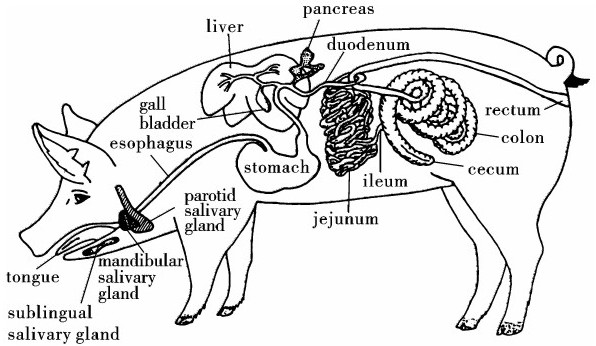 pancreas
liver
duodenum
gall
bladder
esophagus
rectum
colon
stomach
cecum
ileum
parotid
salivary
gland
jejunum
tongue
mandibular
salivary
gland
sublingual
salivary gland